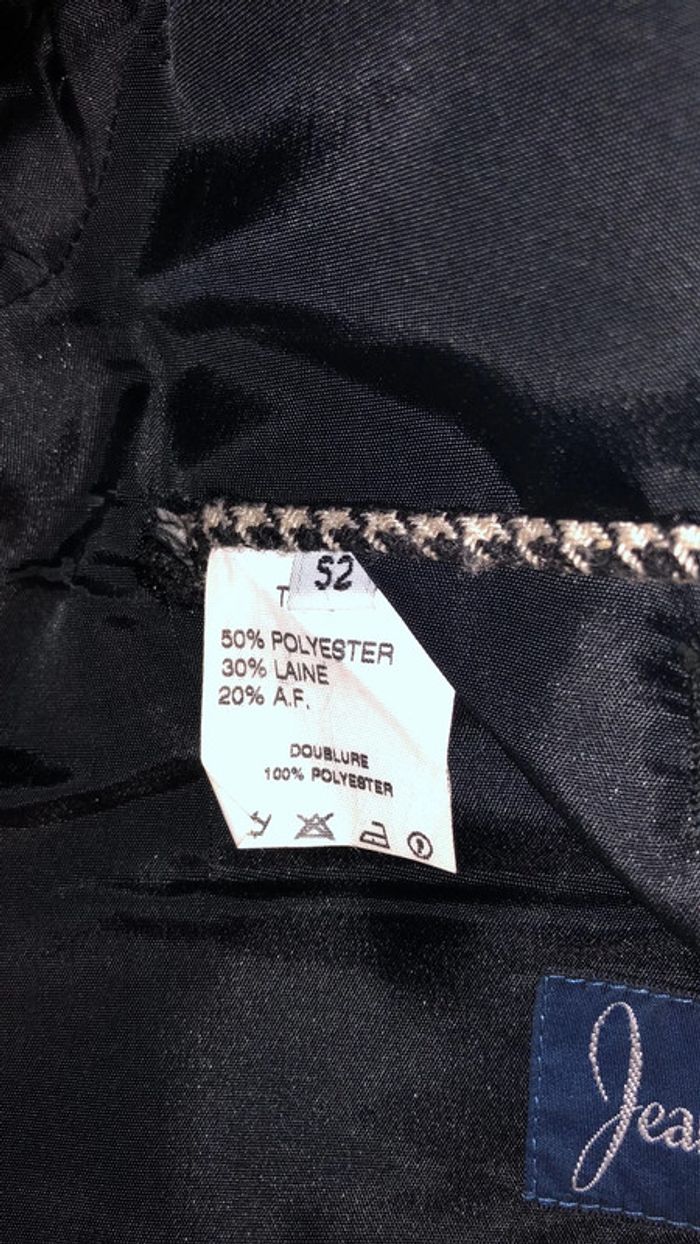 T 52
50% POLYESTER
30% LAINE
20% A.F.
DOUBLURE
100% POLYESTER
P
Jea